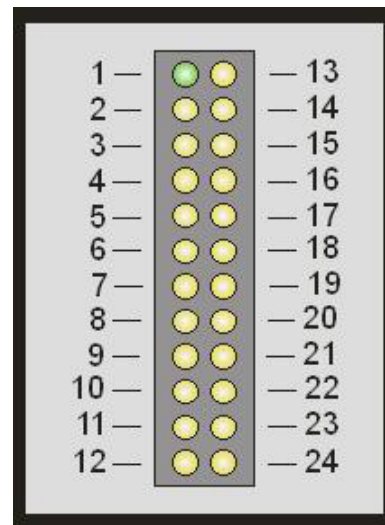 1 — — 13
2 — — 14
3 — — 15
4 — — 16
5 — — 17
6 — — 18
7 — — 19
8 — — 20
9 — — 21
10 — — 22
11 — — 23
12 — — 24